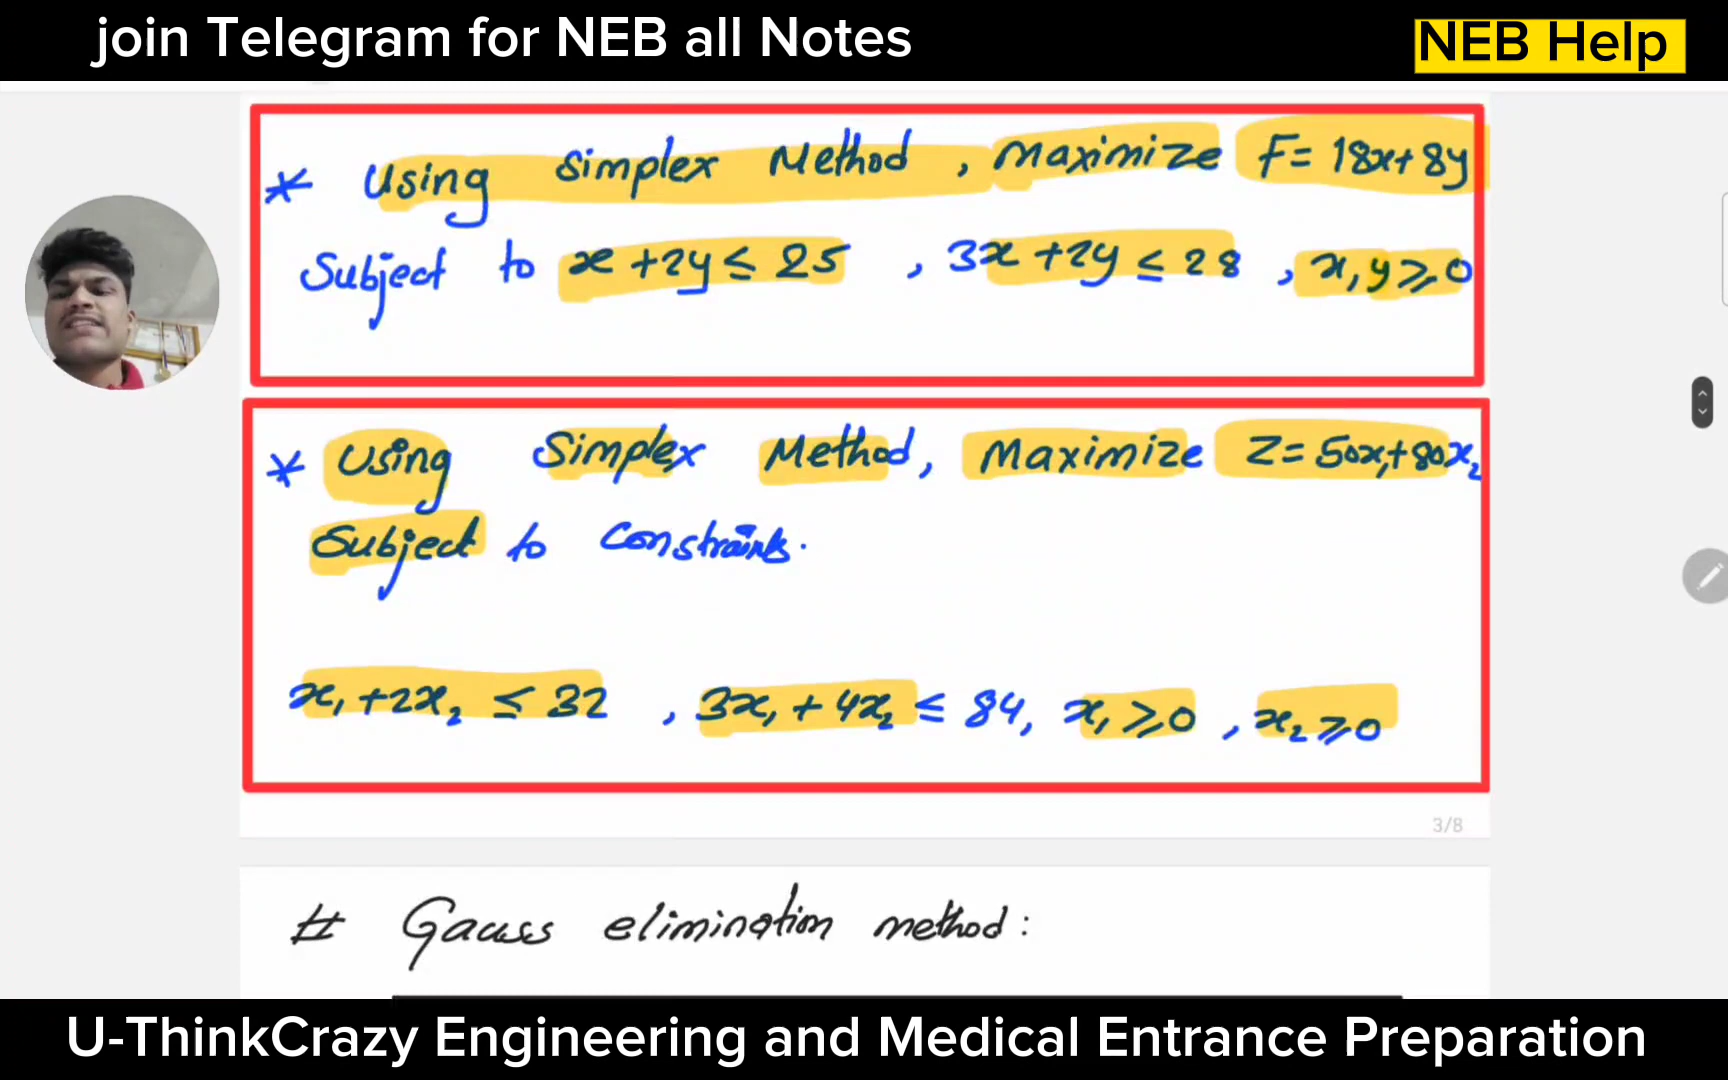 join Telegram for NEB all Notes
NEB Help
* Using Simplex Method, Maximize F = 18x + 8y
Subject to x + 2y ≤ 25, 3x + 2y ≤ 28, x, y ≥ 0
* Using Simplex Method, Maximize Z = 50x₁ + 80x₂
Subject to Constraints.
x₁ + 2x₂ ≤ 32, 3x₁ + 4x₂ ≤ 84, x₁ ≥ 0, x₂ ≥ 0
3/8
# Gauss elimination method:
U-ThinkCrazy Engineering and Medical Entrance Preparation